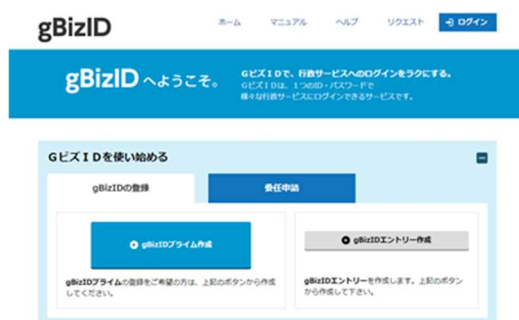 gBizID
ホーム
マニュアル
ヘルプ
リクエスト
ログイン
gBizID へようこそ。
GビズIDで、行政サービスへのログインをラクにする。
GビズIDは、1つのID・パスワードで
様々な行政サービスにログインできるサービスです。
GビズIDを使い始める
gBizIDの登録
委任申請
gBizIDプライム作成
gBizIDプライムの登録をご希望の方は、上記のボタンから作成
してください。
gBizIDエントリー作成
gBizIDエントリーを作成します。上記のボタン
から作成して下さい。